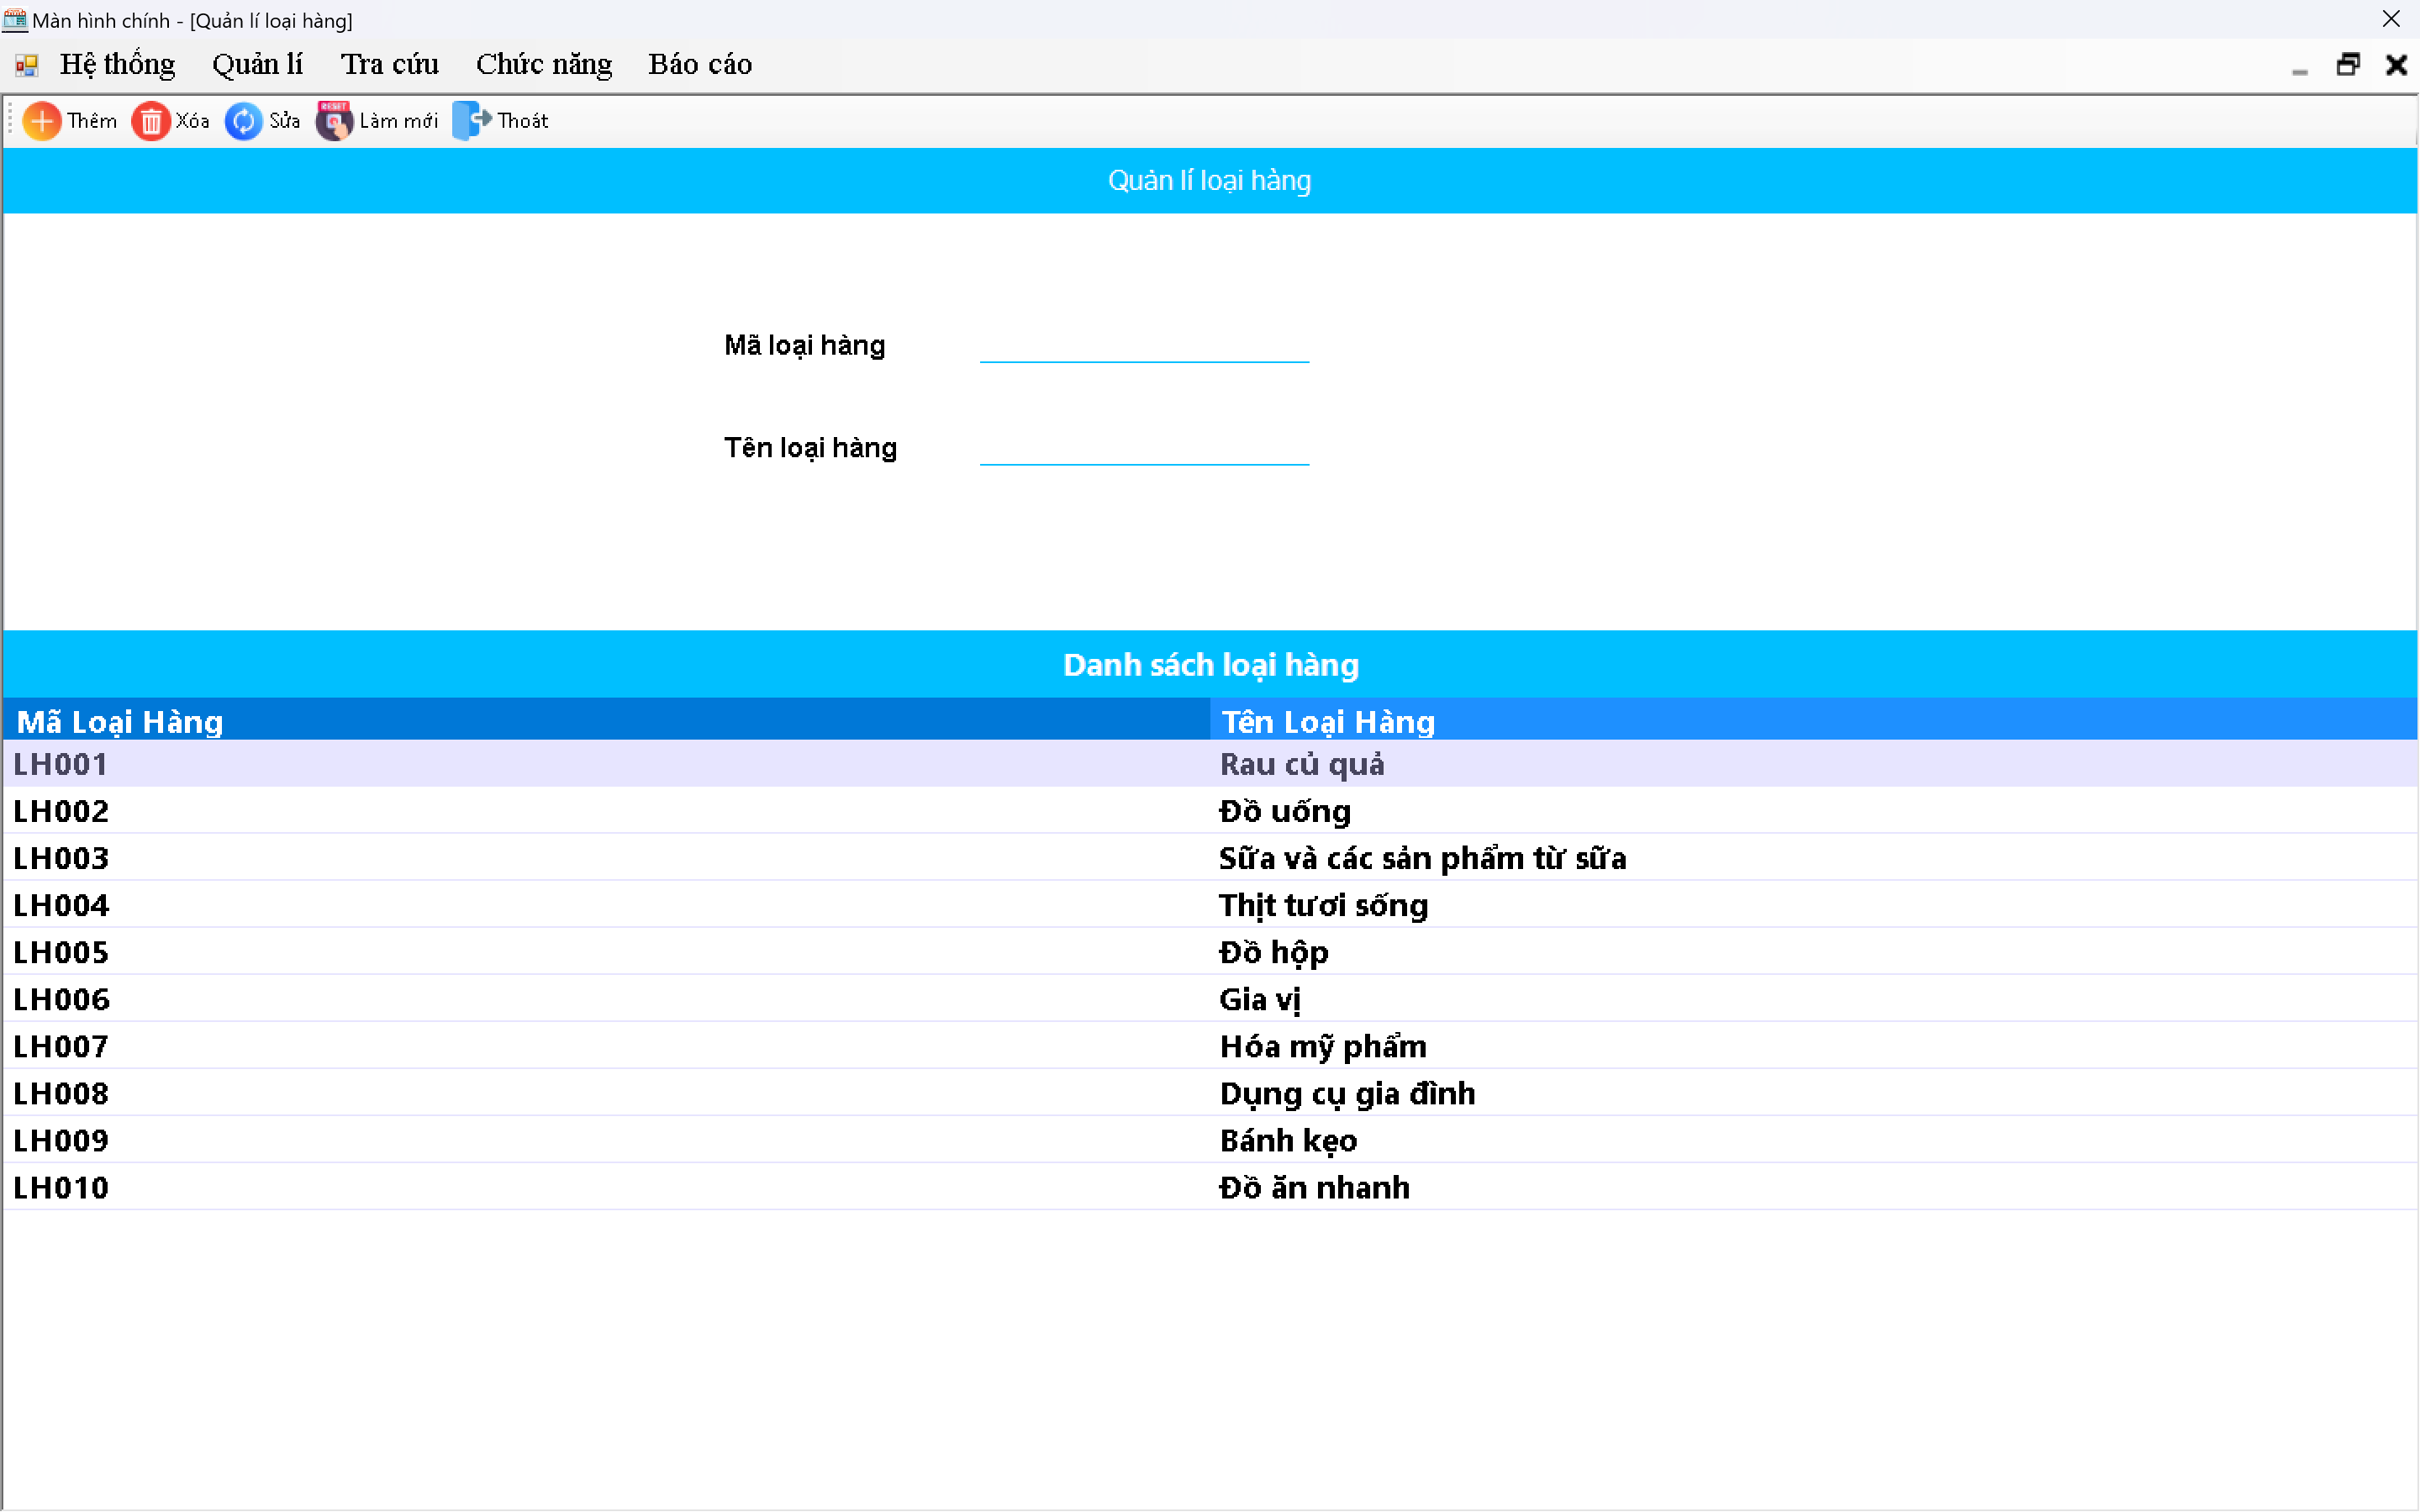 Màn hình chính - [Quản lí loại hàng]
Hệ thống Quản lí Tra cứu Chức năng Báo cáo
Thêm Xóa Sửa RESET Làm mới Thoát
Quản lí loại hàng
Mã loại hàng
Tên loại hàng
Danh sách loại hàng
Mã Loại Hàng Tên Loại Hàng
LH001 Rau củ quả
LH002 Đồ uống
LH003 Sữa và các sản phẩm từ sữa
LH004 Thịt tươi sống
LH005 Đồ hộp
LH006 Gia vị
LH007 Hóa mỹ phẩm
LH008 Dụng cụ gia đình
LH009 Bánh kẹo
LH010 Đồ ăn nhanh